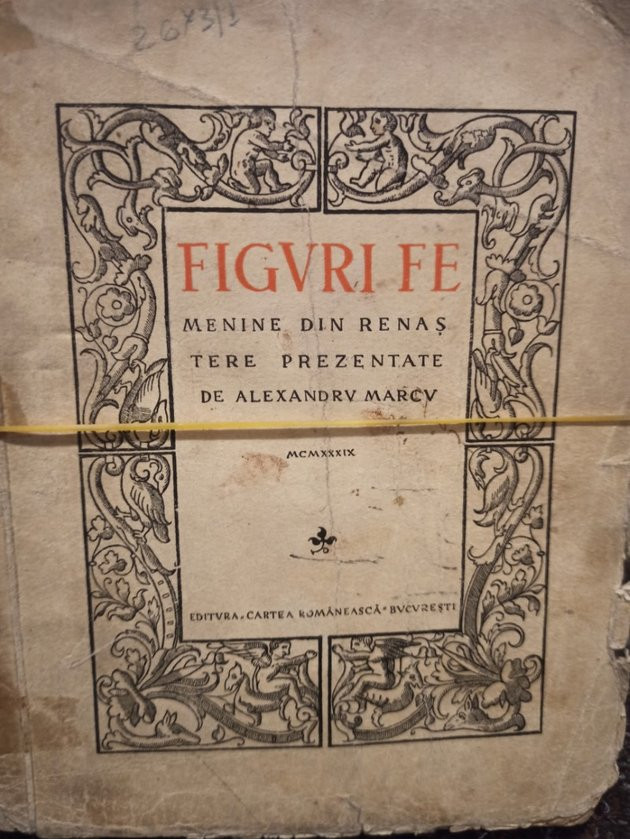 FIGVRI FE
MENINE DIN RENAȘ
TERE PREZENTATE
DE ALEXANDRV MARCV
MCMXXXIX
EDITVRA "CARTEA ROMÂNEASCĂ" BVCVREȘTI